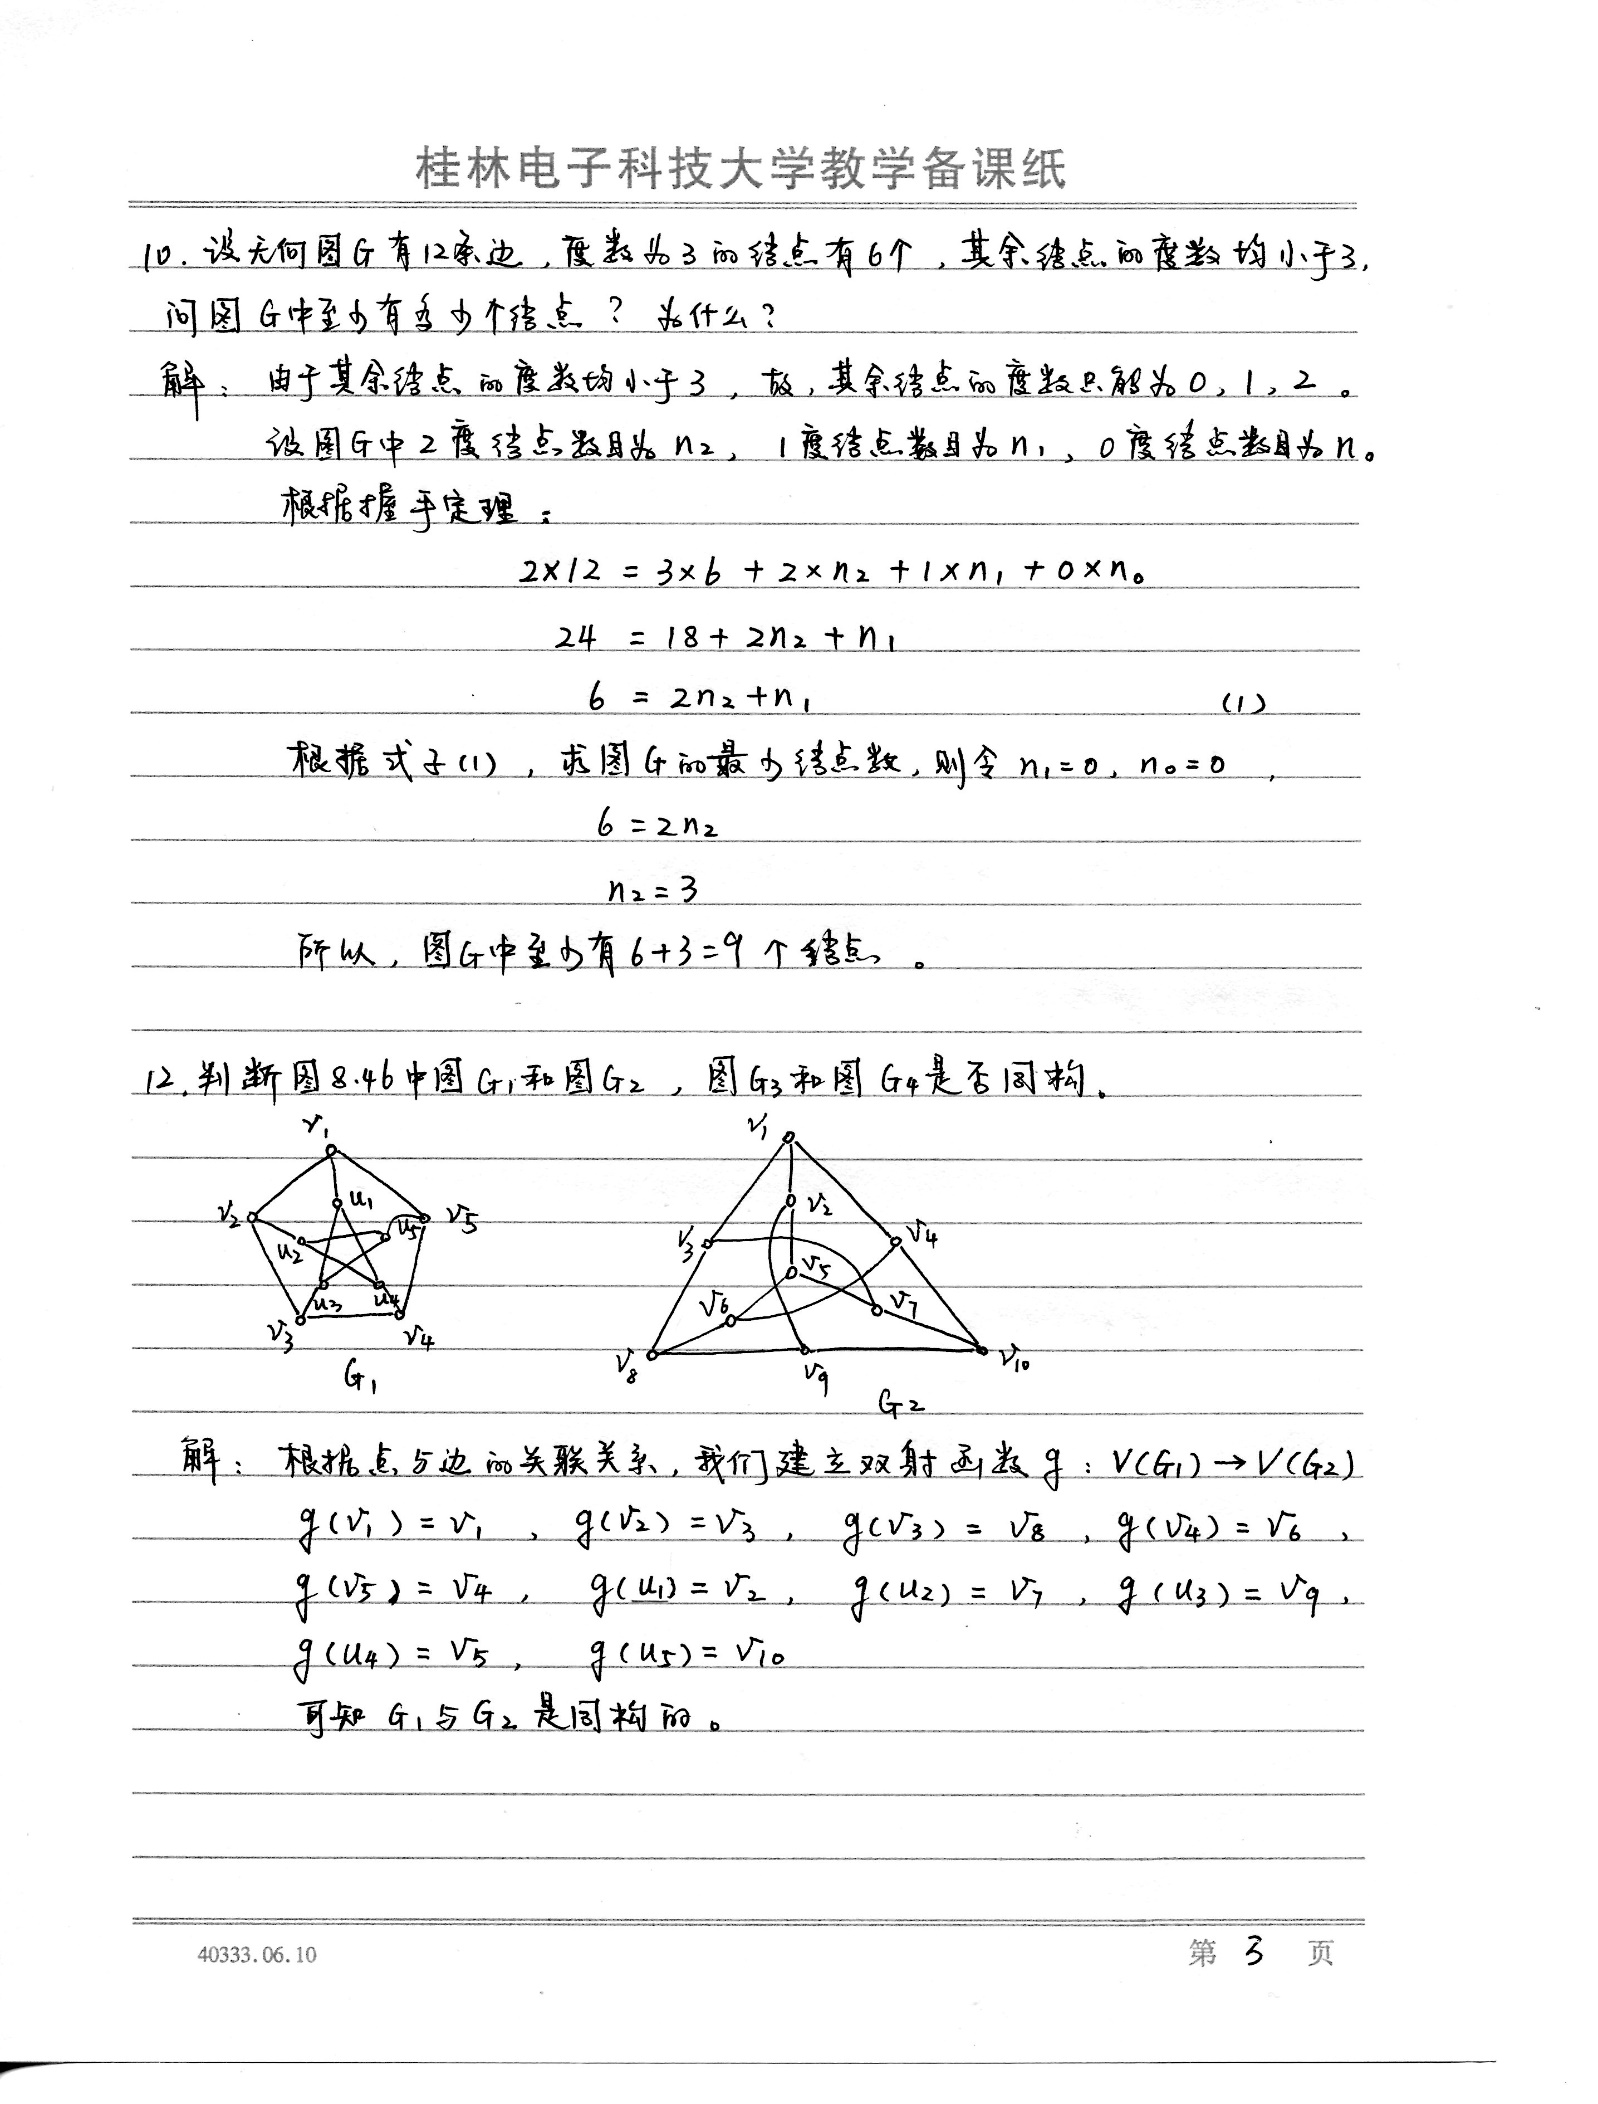 桂林电子科技大学教学备课纸
10. 设无向图G有12条边，度数为3的结点有6个，其余结点的度数均小于3，
问图G中至少有多少个结点？为什么？
解：由于其余结点的度数均小于3，故，其余结点的度数只能为0，1，2。
设图G中2度结点数目为n₂，1度结点数目为n₁，0度结点数目为n₀
根据握手定理：
2×12 = 3×6 + 2×n₂ + 1×n₁ + 0×n₀
24 = 18 + 2n₂ + n₁
6 = 2n₂ + n₁ (1)
根据式子(1)，求图G的最少结点数，则令 n₁=0，n₀=0，
6 = 2n₂
n₂ = 3
所以，图G中至少有6+3=9个结点。
12. 判断图8.46中图G₁和图G₂，图G₃和图G₄是否同构。
v₁
v₂ u₁ v₅
u₂ u₅
u₃ u₄
v₃ v₄
G₁
v₁
v₂
v₃ v₄
v₅
v₆ v₇
v₈ v₉ v₁₀
G₂
解：根据点与边的关联关系，我们建立双射函数g：V(G₁)→V(G₂)
g(v₁)=v₁，g(v₂)=v₃，g(v₃)=v₈，g(v₄)=v₆，
g(v₅)=v₄，g(u₁)=v₂，g(u₂)=v₇，g(u₃)=v₉，
g(u₄)=v₅，g(u₅)=v₁₀
可知G₁与G₂是同构的。
40333.06.10 第 3 页